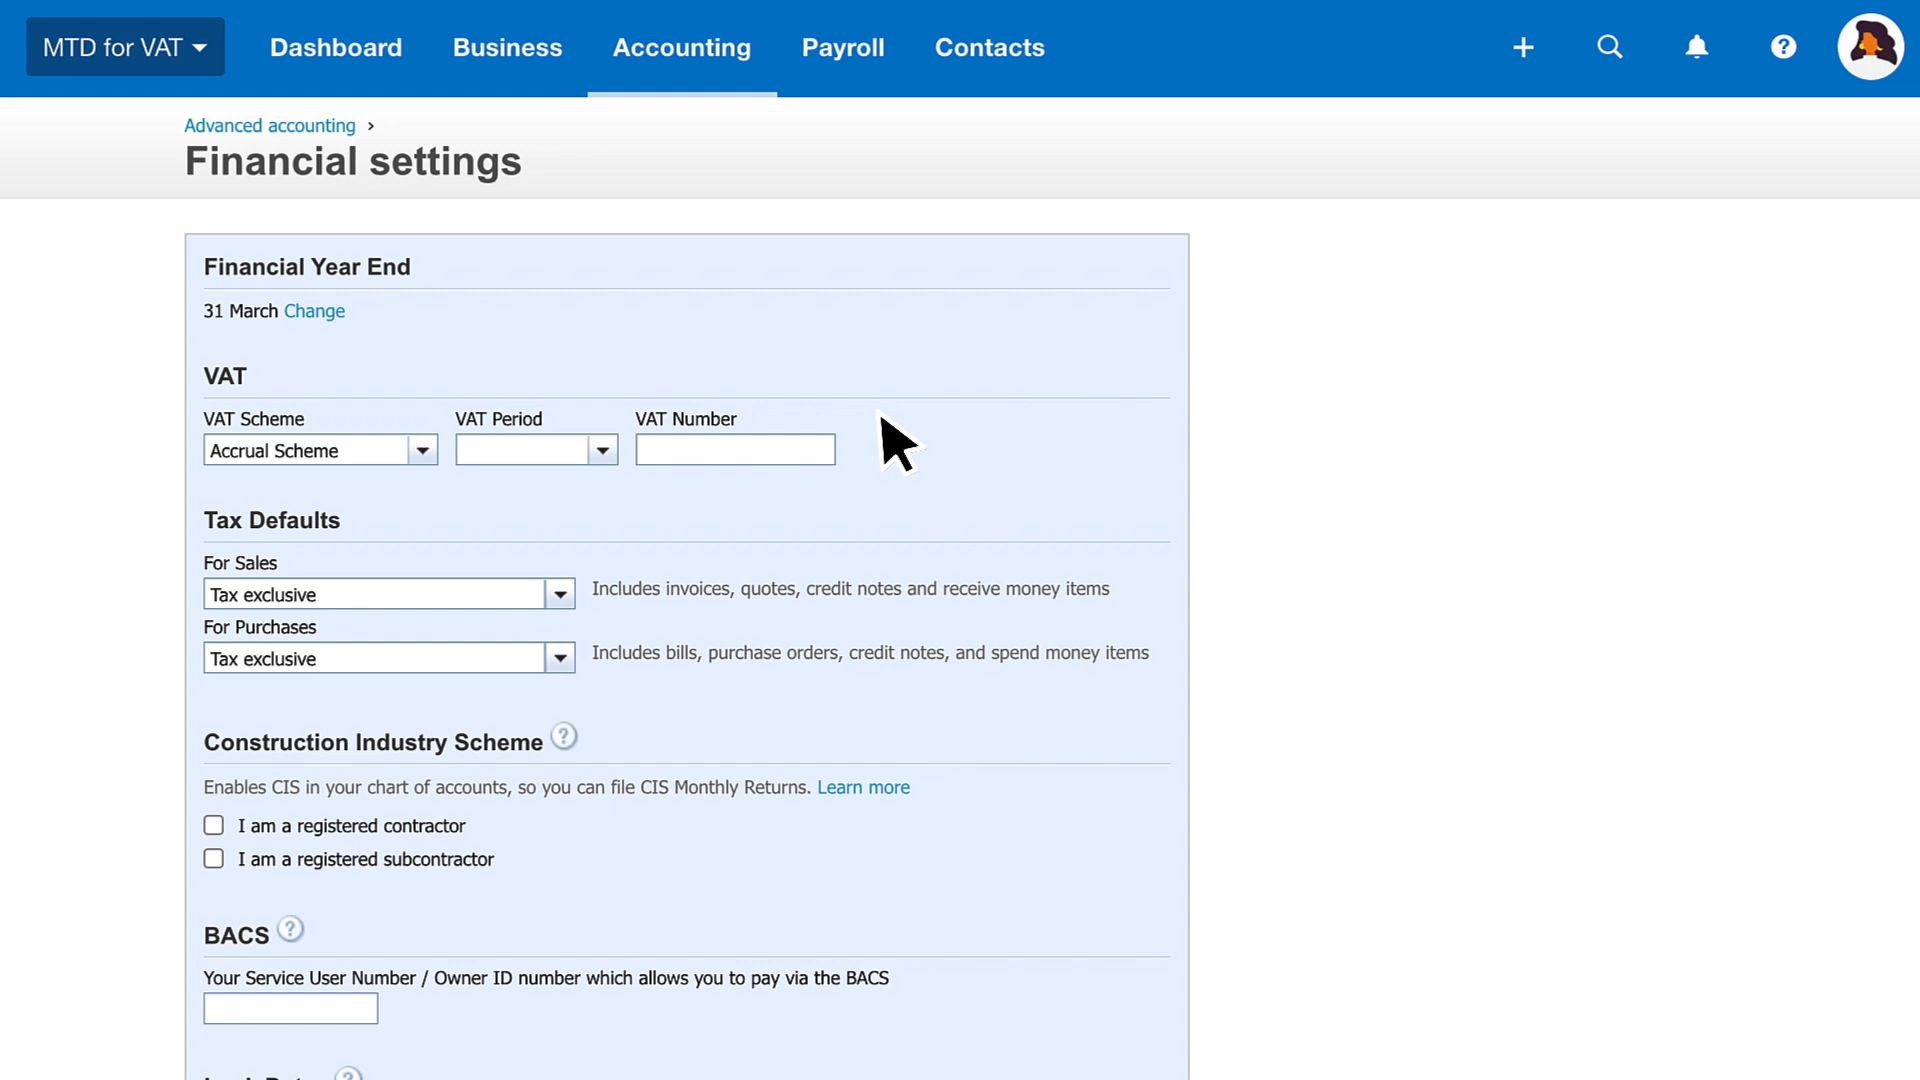 MTD for VAT Dashboard Business Accounting Payroll Contacts
Advanced accounting ›
Financial settings
Financial Year End
31 March Change
VAT
VAT Scheme VAT Period VAT Number
Accrual Scheme
Tax Defaults
For Sales
Tax exclusive Includes invoices, quotes, credit notes and receive money items
For Purchases
Tax exclusive Includes bills, purchase orders, credit notes, and spend money items
Construction Industry Scheme ?
Enables CIS in your chart of accounts, so you can file CIS Monthly Returns. Learn more
I am a registered contractor
I am a registered subcontractor
BACS ?
Your Service User Number / Owner ID number which allows you to pay via the BACS